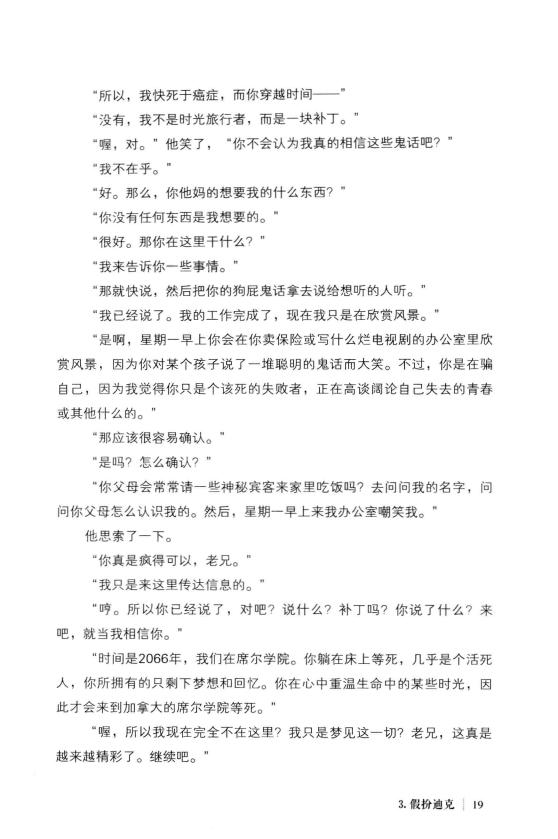 “所以，我快死于癌症，而你穿越时间——”
“没有，我不是时光旅行者，而是一块补丁。”
“喔，对。”他笑了，“你不会认为我真的相信这些鬼话吧？”
“我不在乎。”
“好。那么，你他妈的想要我的什么东西？”
“你没有任何东西是我想要的。”
“很好。那你在这里干什么？”
“我来告诉你一些事情。”
“那就快说，然后把你的狗屁鬼话拿去说给想听的人听。”
“我已经说了。我的工作完成了，现在我只是在欣赏风景。”
“是啊，星期一早上你会在你卖保险或写什么烂电视剧的办公室里欣
赏风景，因为你对某个孩子说了一堆聪明的鬼话而大笑。不过，你是在骗
自己，因为我觉得你只是个该死的失败者，正在高谈阔论自己失去的青春
或其他什么的。”
“那应该很容易确认。”
“是吗？怎么确认？”
“你父母会常常请一些神秘宾客来家里吃饭吗？去问问我的名字，问
问你父母怎么认识我的。然后，星期一早上来我办公室嘲笑我。”
他思索了一下。
“你真是疯得可以，老兄。”
“我只是来这里传达信息的。”
“哼。所以你已经说了，对吧？说什么？补丁吗？你说了什么？来
吧，就当我相信你。”
“时间是2066年，我们在席尔学院。你躺在床上等死，几乎是个活死
人，你所拥有的只剩下梦想和回忆。你在心中重温生命中的某些时光，因
此才会来到加拿大的席尔学院等死。”
“喔，所以我现在完全不在这里？我只是梦见这一切？老兄，这真是
越来越精彩了。继续吧。”
3. 假扮迪克 | 19